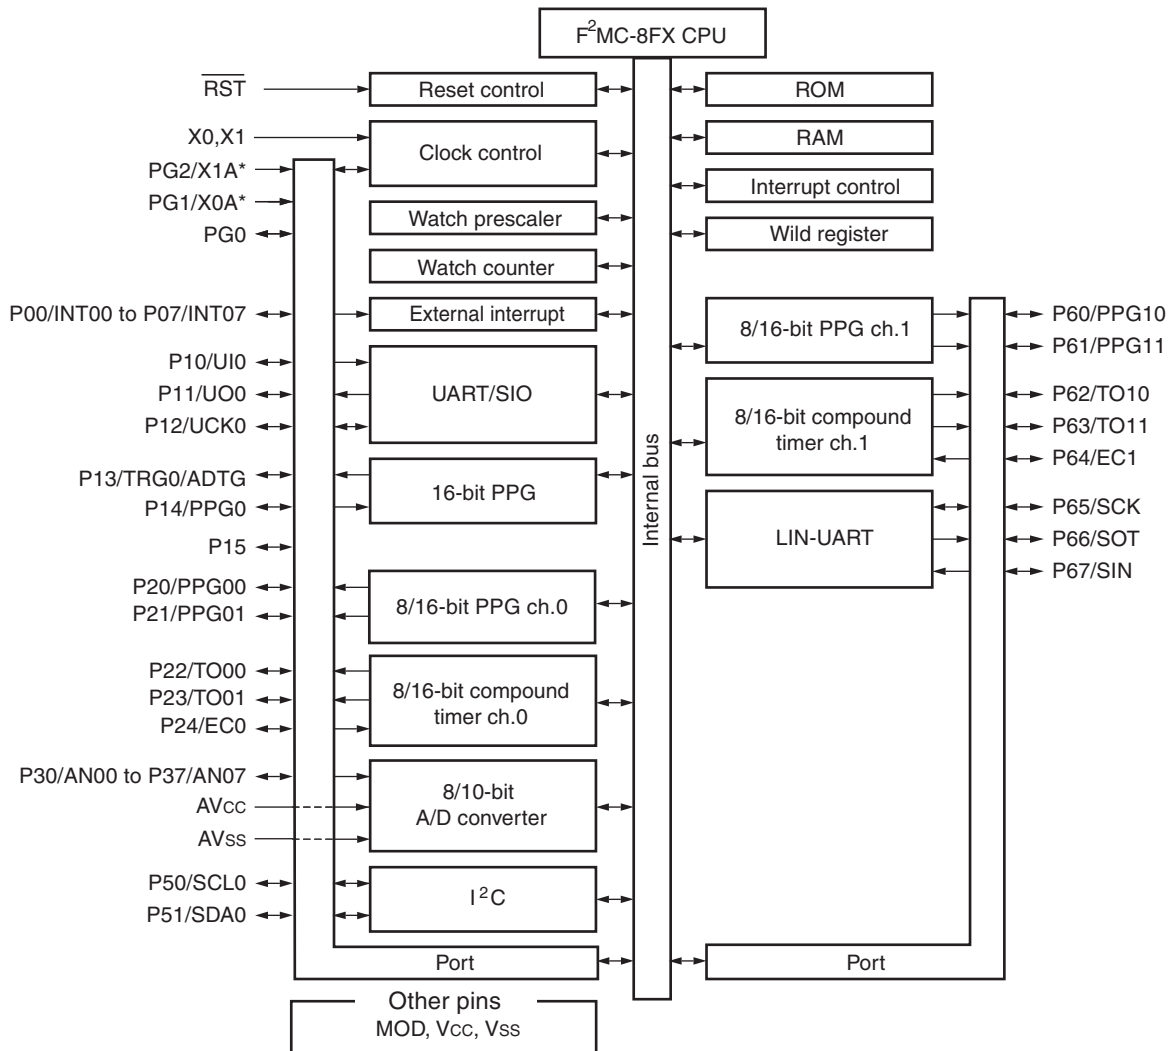 F²MC-8FX CPU
RST
Reset control
ROM
X0,X1
Clock control
RAM
PG2/X1A*
Interrupt control
PG1/X0A*
Watch prescaler
PG0
Wild register
Watch counter
P00/INT00 to P07/INT07
External interrupt
8/16-bit PPG ch.1
P60/PPG10
P61/PPG11
P10/UI0
P11/UO0
UART/SIO
P12/UCK0
8/16-bit compound
timer ch.1
P62/TO10
P63/TO11
P64/EC1
P13/TRG0/ADTG
16-bit PPG
P14/PPG0
Internal bus
P15
LIN-UART
P65/SCK
P66/SOT
P67/SIN
P20/PPG00
8/16-bit PPG ch.0
P21/PPG01
P22/TO00
P23/TO01
8/16-bit compound
timer ch.0
P24/EC0
P30/AN00 to P37/AN07
8/10-bit
A/D converter
AVCC
AVSS
P50/SCL0
I²C
P51/SDA0
Port
Port
Other pins
MOD, VCC, VSS